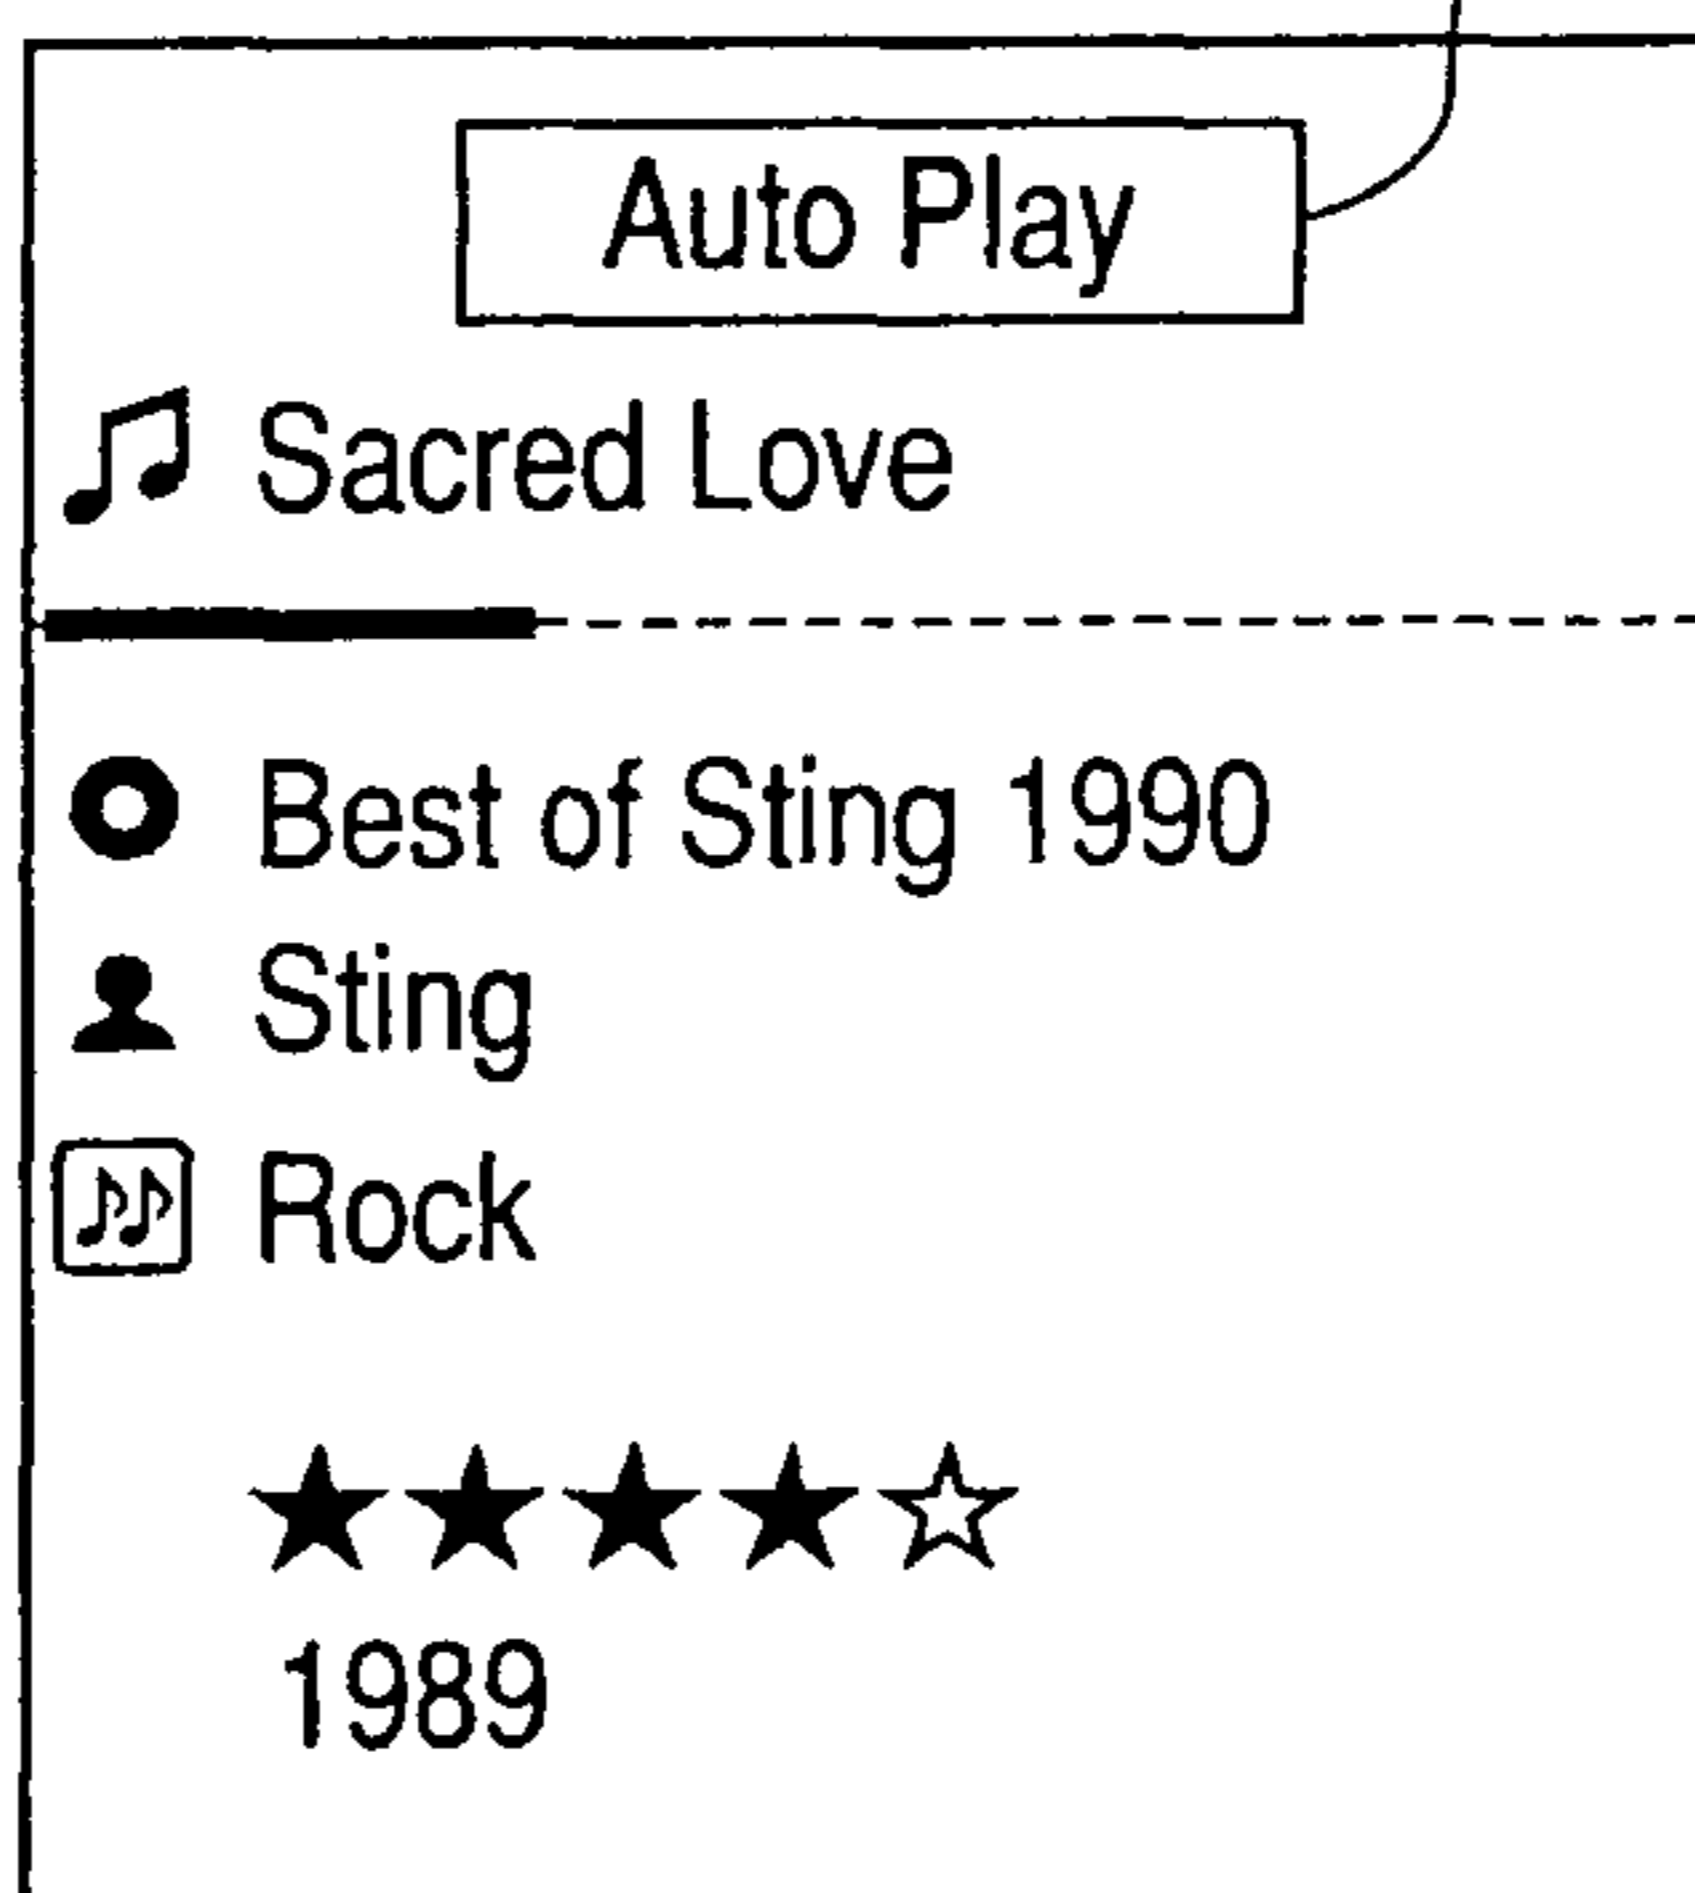 Auto Play
Sacred Love
Best of Sting 1990
Sting
Rock
1989